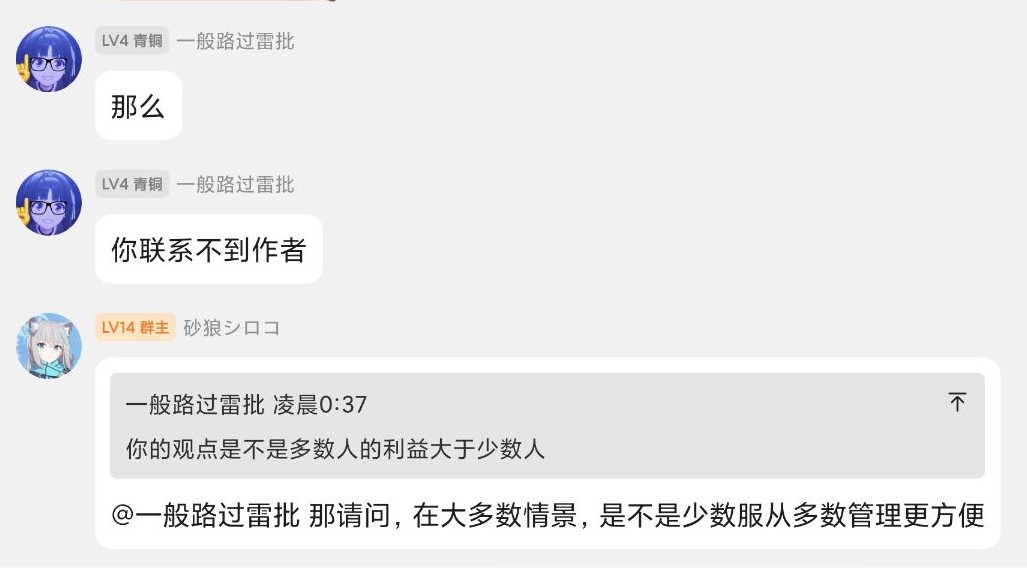 LV4 青铜 一般路过雷批
那么
LV4 青铜 一般路过雷批
你联系不到作者
LV14 群主 砂狼シロコ
一般路过雷批 凌晨0:37
你的观点是不是多数人的利益大于少数人
@一般路过雷批 那请问，在大多数情景，是不是少数服从多数管理更方便